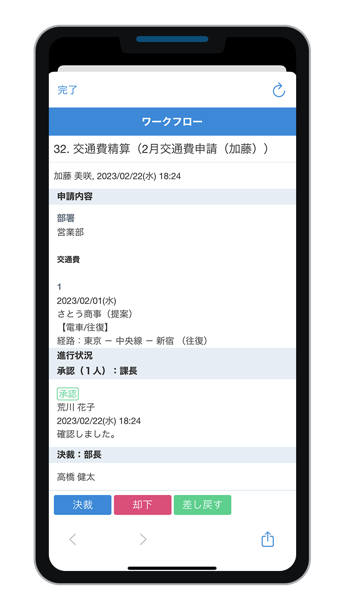 完了
ワークフロー
32. 交通費精算（2月交通費申請（加藤））
加藤 美咲, 2023/02/22(水) 18:24
申請内容
部署
営業部
交通費
1
2023/02/01(水)
さとう商事（提案）
【電車/往復】
経路：東京 － 中央線 － 新宿 （往復）
進行状況
承認（１人）：課長
承認
荒川 花子
2023/02/22(水) 18:24
確認しました。
決裁：部長
高橋 健太
決裁 却下 差し戻す